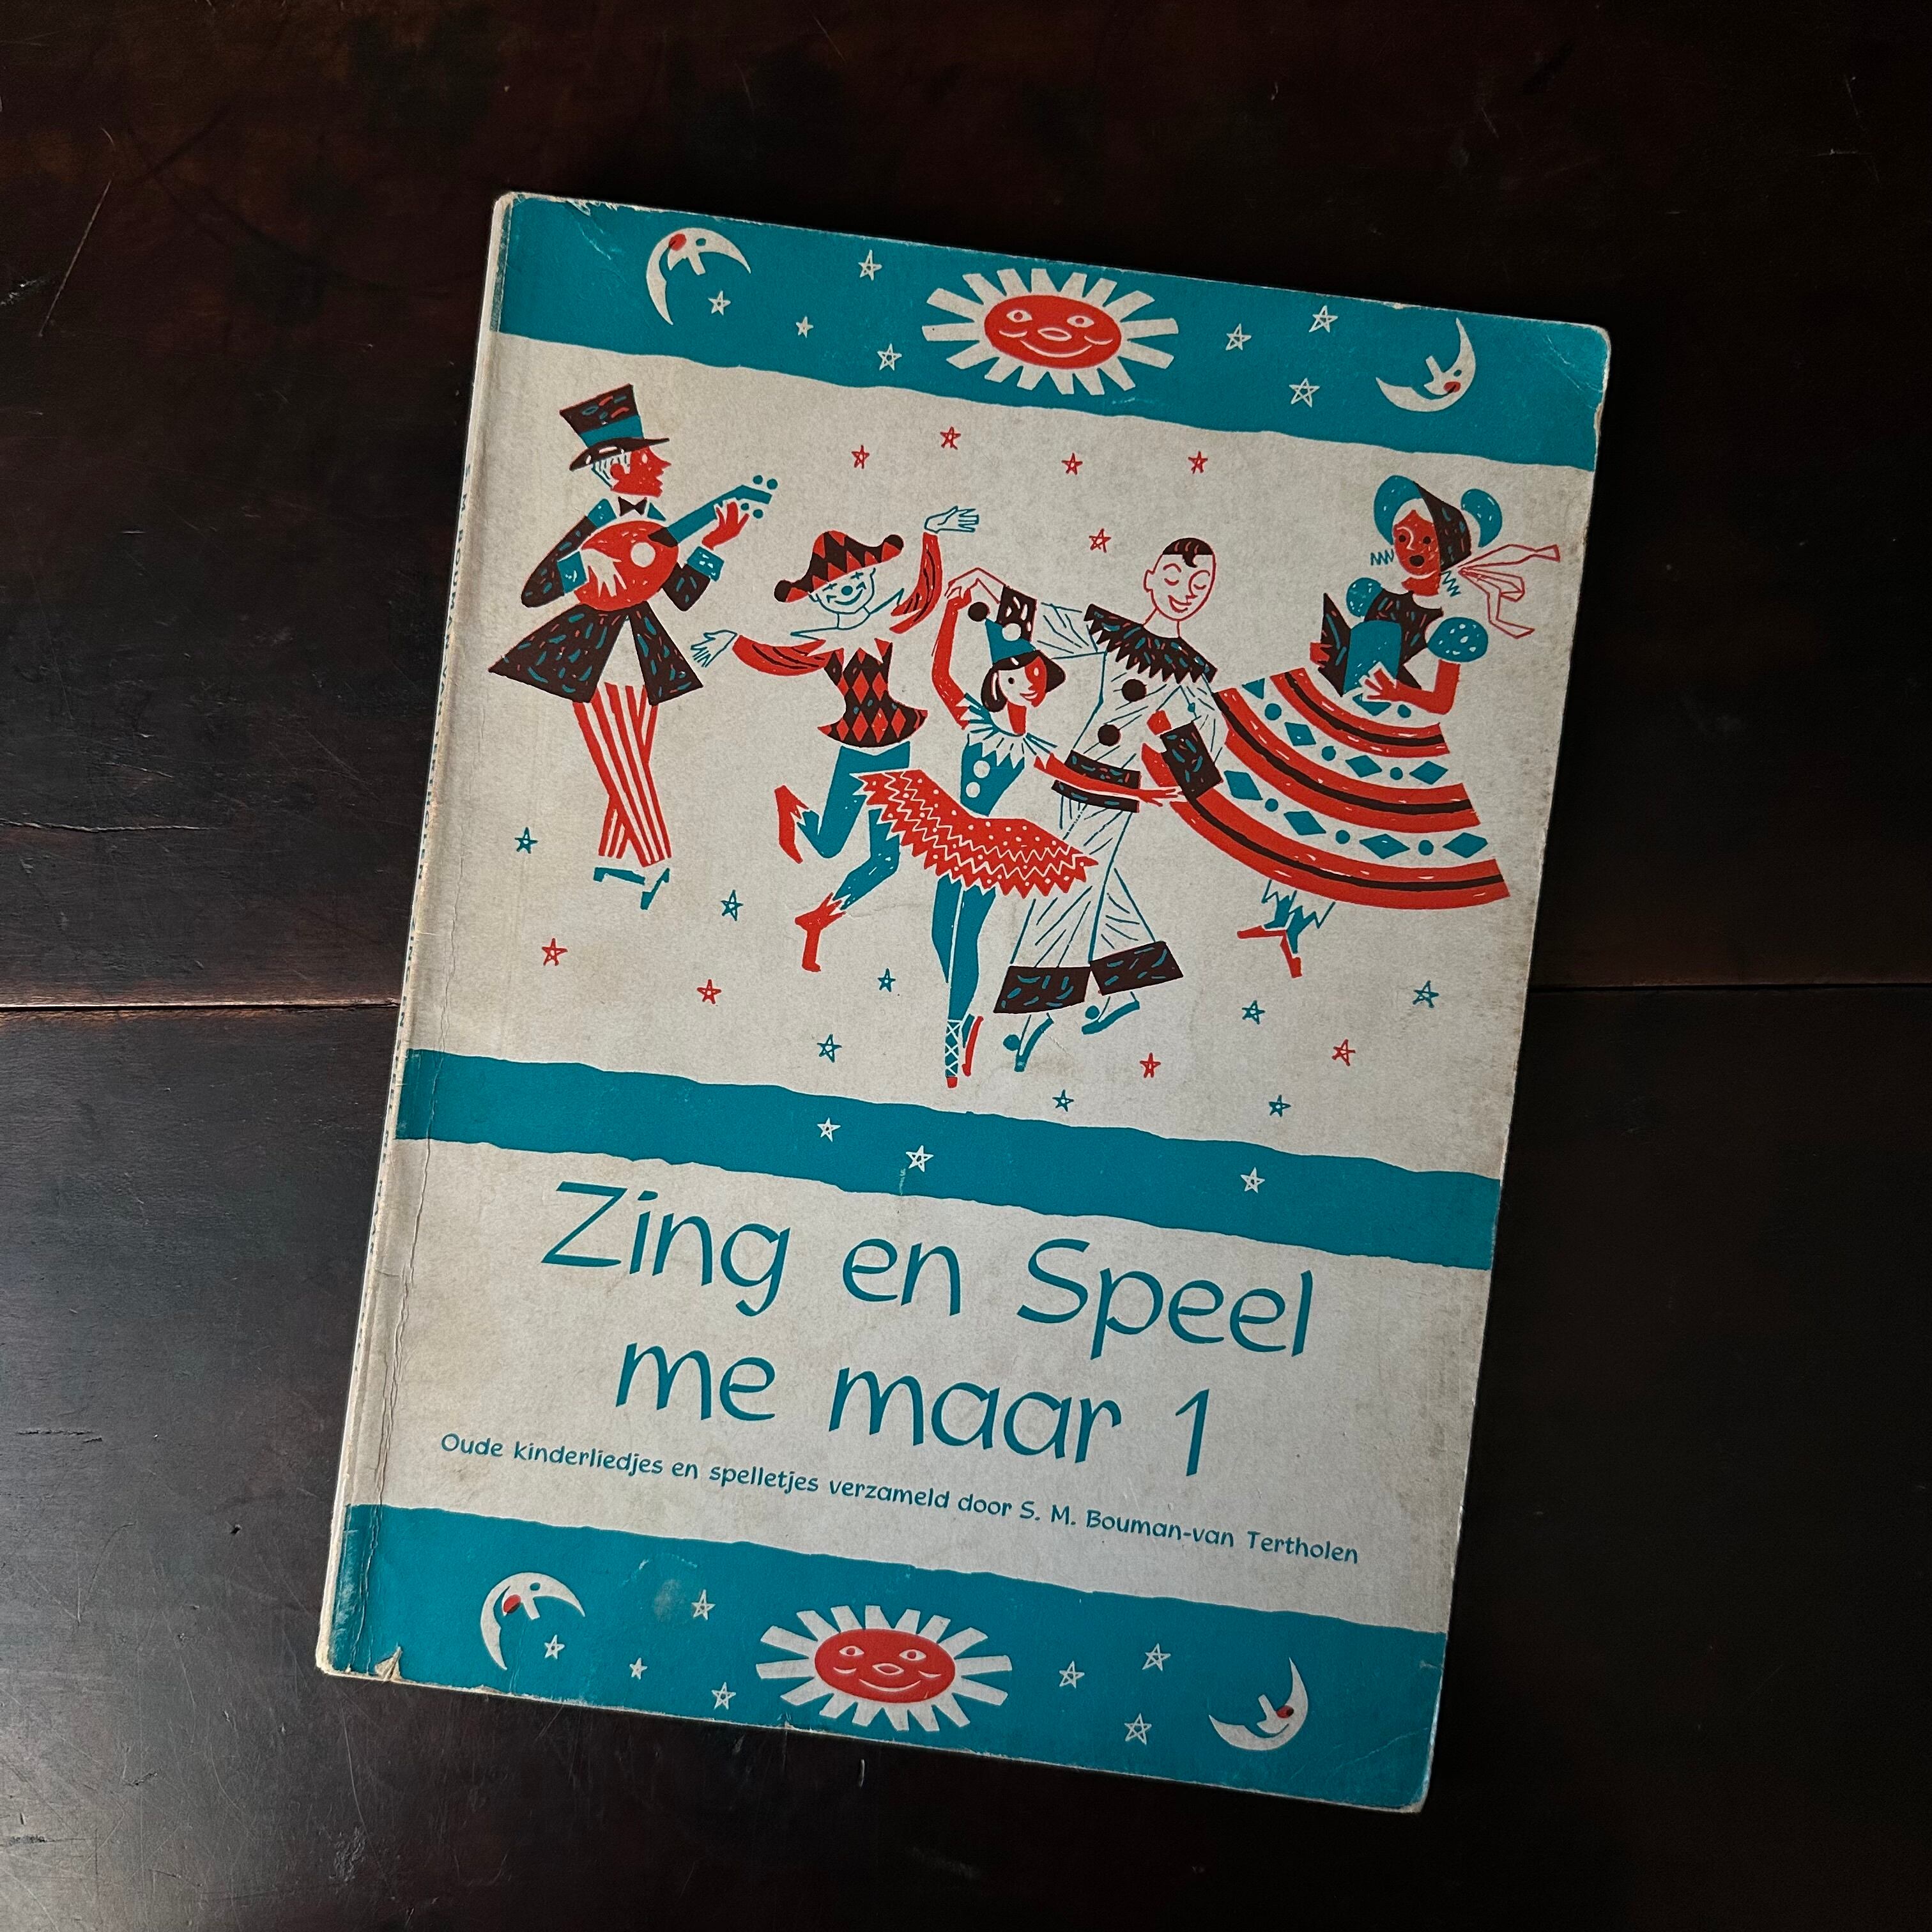 Zing en Speel
me maar 1
Oude kinderliedjes en spelletjes verzameld door S. M. Bouman-van Tertholen